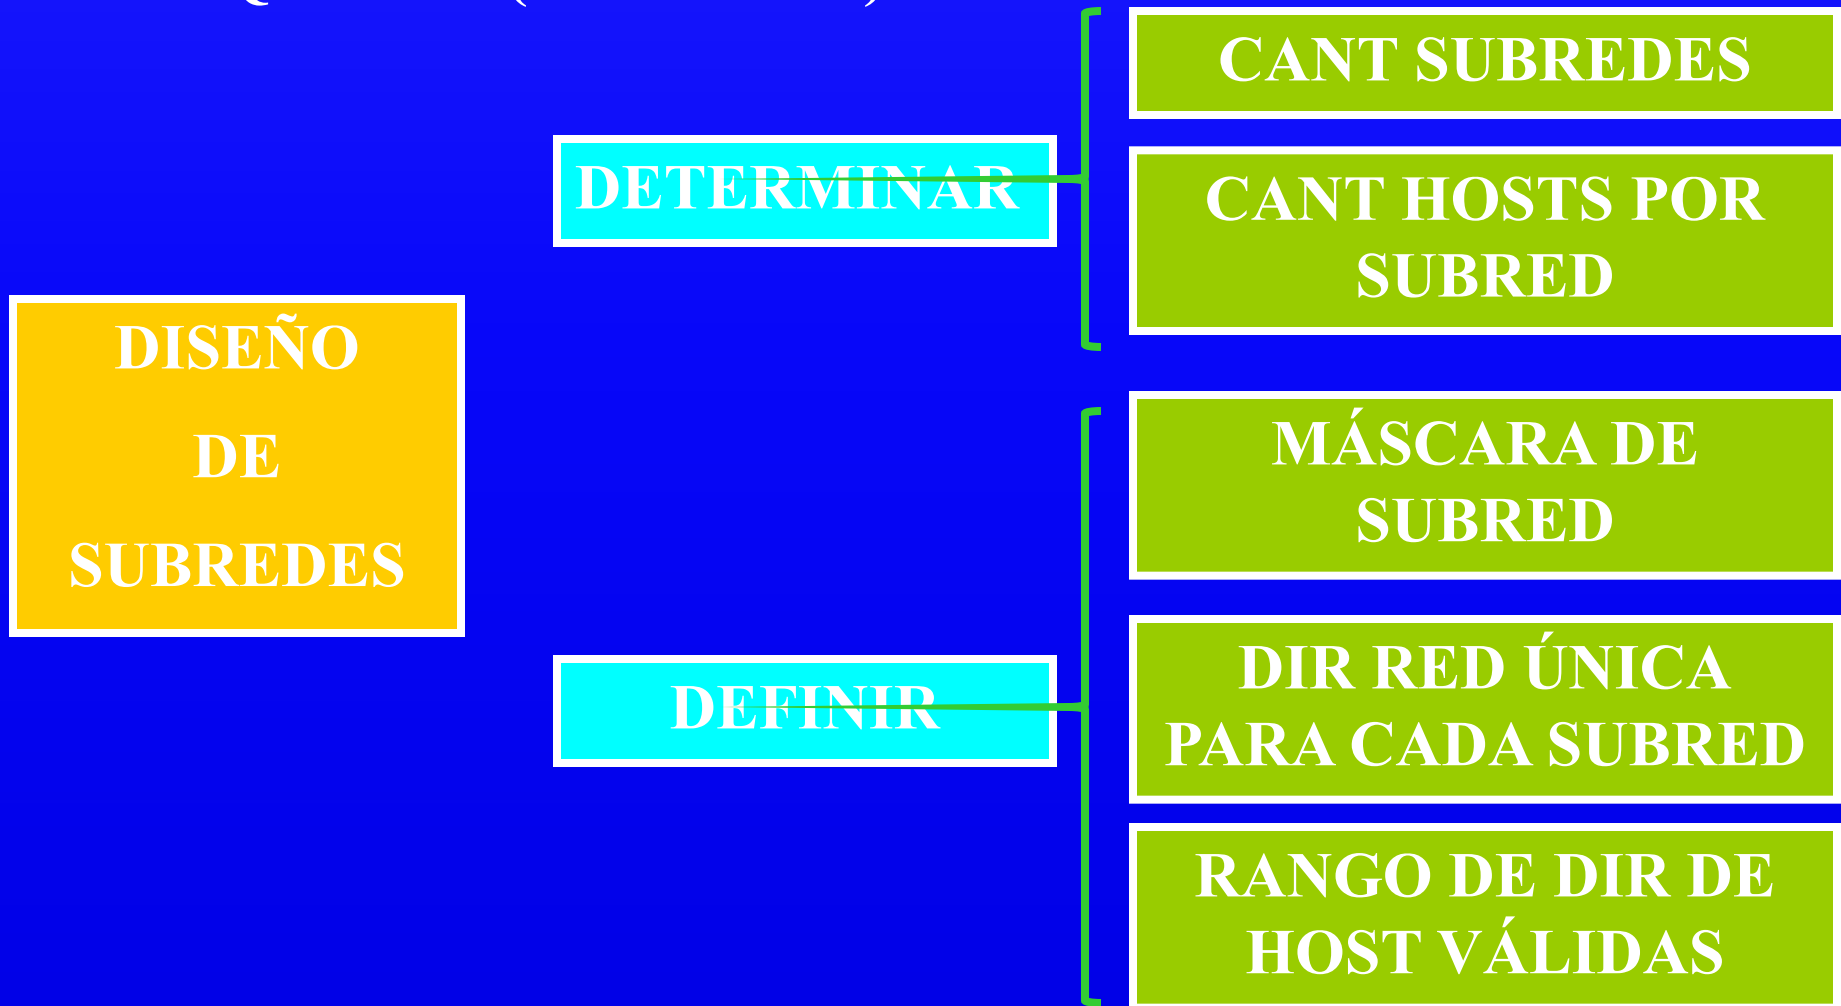 DISEÑO
DE
SUBREDES
DETERMINAR
CANT SUBREDES
CANT HOSTS POR
SUBRED
DEFINIR
MÁSCARA DE
SUBRED
DIR RED ÚNICA
PARA CADA SUBRED
RANGO DE DIR DE
HOST VÁLIDAS